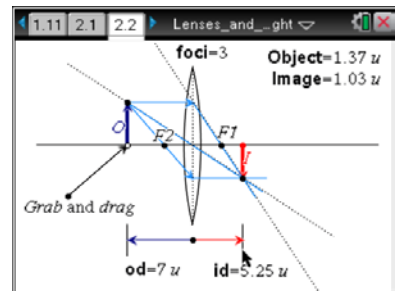 1.11 2.1 2.2 Lenses_and_…ght
foci=3
Object=1.37 u
Image=1.03 u
O
F2
F1
I
Grab and drag
od=7 u
id=5.25 u